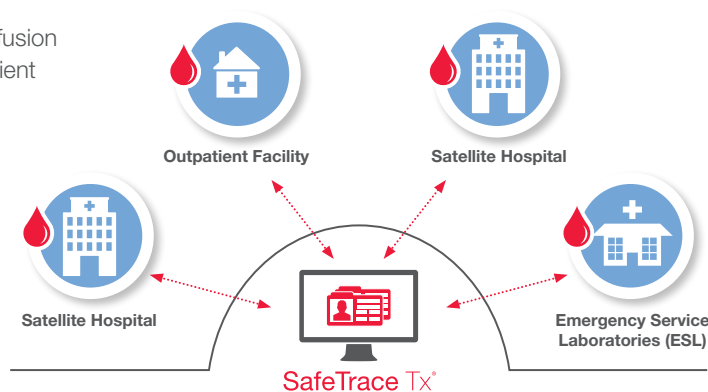 fusion
ient
Outpatient Facility
Satellite Hospital
Satellite Hospital
Emergency Service
Laboratories (ESL)
SafeTrace Tx®